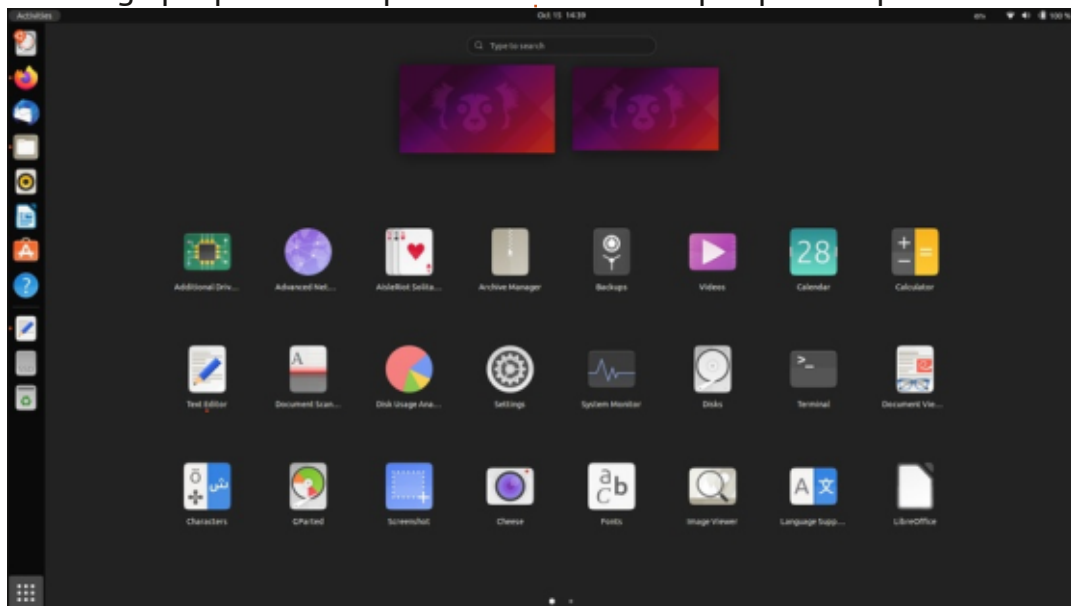 Activities Oct 15 14:39 en 100 %
Type to search
Additional Driv... Advanced Net... AisleRiot Solita... Archive Manager Backups Videos Calendar Calculator
Text Editor Document Scan... Disk Usage Ana... Settings System Monitor Disks Terminal Document Vie...
Characters GParted Screenshot Cheese Fonts Image Viewer Language Supp... LibreOffice